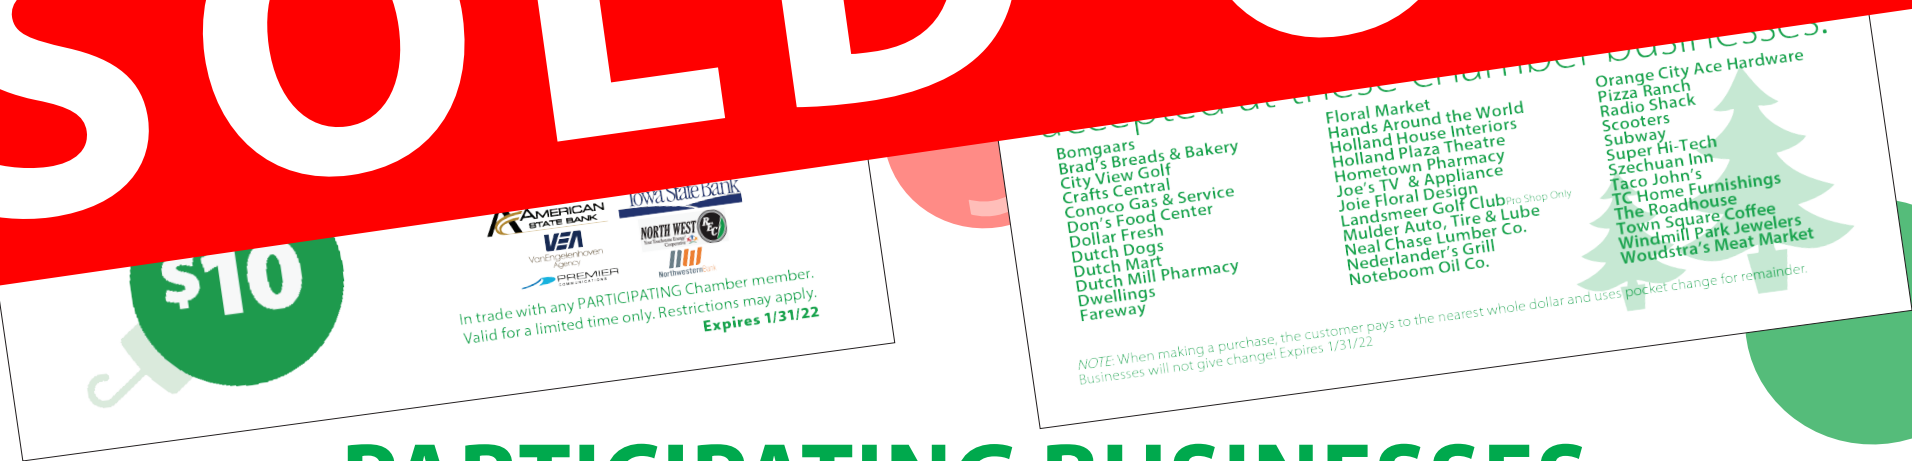 SOLD
$10
Iowa State Bank
AMERICAN
STATE BANK
NORTH WEST
REC
VEA
VanEngelenhoven
Agency
Northwestern
PREMIER
COMMUNICATIONS
In trade with any PARTICIPATING Chamber member.
Valid for a limited time only. Restrictions may apply.
Expires 1/31/22
accepted at these chamber businesses.
Bomgaars
Brad's Breads & Bakery
City View Golf
Crafts Central
Conoco Gas & Service
Don's Food Center
Dollar Fresh
Dutch Dogs
Dutch Mart
Dutch Mill Pharmacy
Dwellings
Fareway
Floral Market
Hands Around the World
Holland House Interiors
Holland Plaza Theatre
Hometown Pharmacy
Joe's TV & Appliance
Joie Floral Design
Landsmeer Golf Club Pro Shop Only
Mulder Auto, Tire & Lube
Neal Chase Lumber Co.
Nederlander's Grill
Noteboom Oil Co.
Orange City Ace Hardware
Pizza Ranch
Radio Shack
Scooters
Subway
Super Hi-Tech
Szechuan Inn
Taco John's
TC Home Furnishings
The Roadhouse
Town Square Coffee
Windmill Park Jewelers
Woudstra's Meat Market
NOTE: When making a purchase, the customer pays to the nearest whole dollar and uses pocket change for remainder.
Businesses will not give change! Expires 1/31/22
PARTICIPATING BUSINESSES